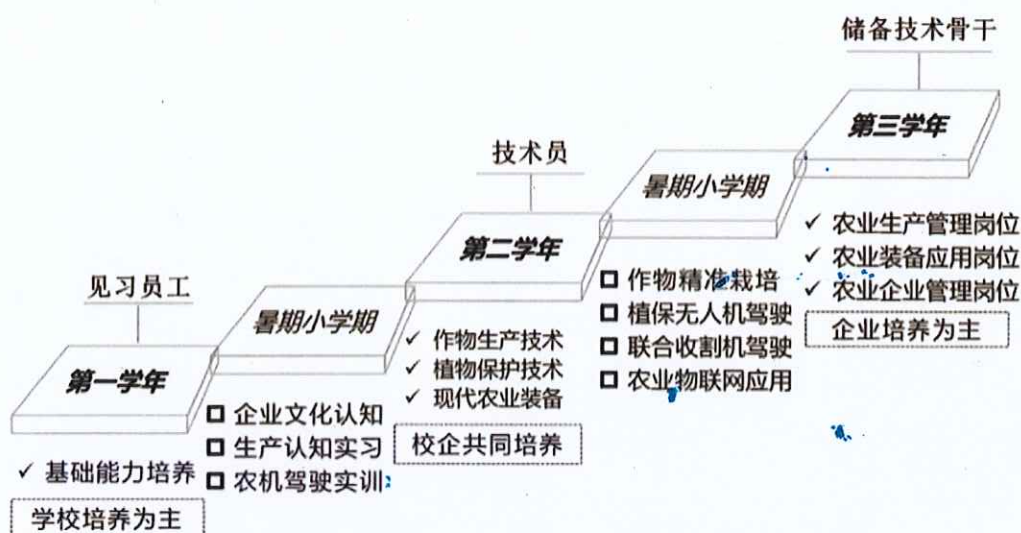 见习员工
第一学年
✓ 基础能力培养
学校培养为主
暑期小学期
□ 企业文化认知
□ 生产认知实习
□ 农机驾驶实训
技术员
第二学年
✓ 作物生产技术
✓ 植物保护技术
✓ 现代农业装备
校企共同培养
暑期小学期
□ 作物精准栽培
□ 植保无人机驾驶
□ 联合收割机驾驶
□ 农业物联网应用
储备技术骨干
第三学年
✓ 农业生产管理岗位
✓ 农业装备应用岗位
✓ 农业企业管理岗位
企业培养为主